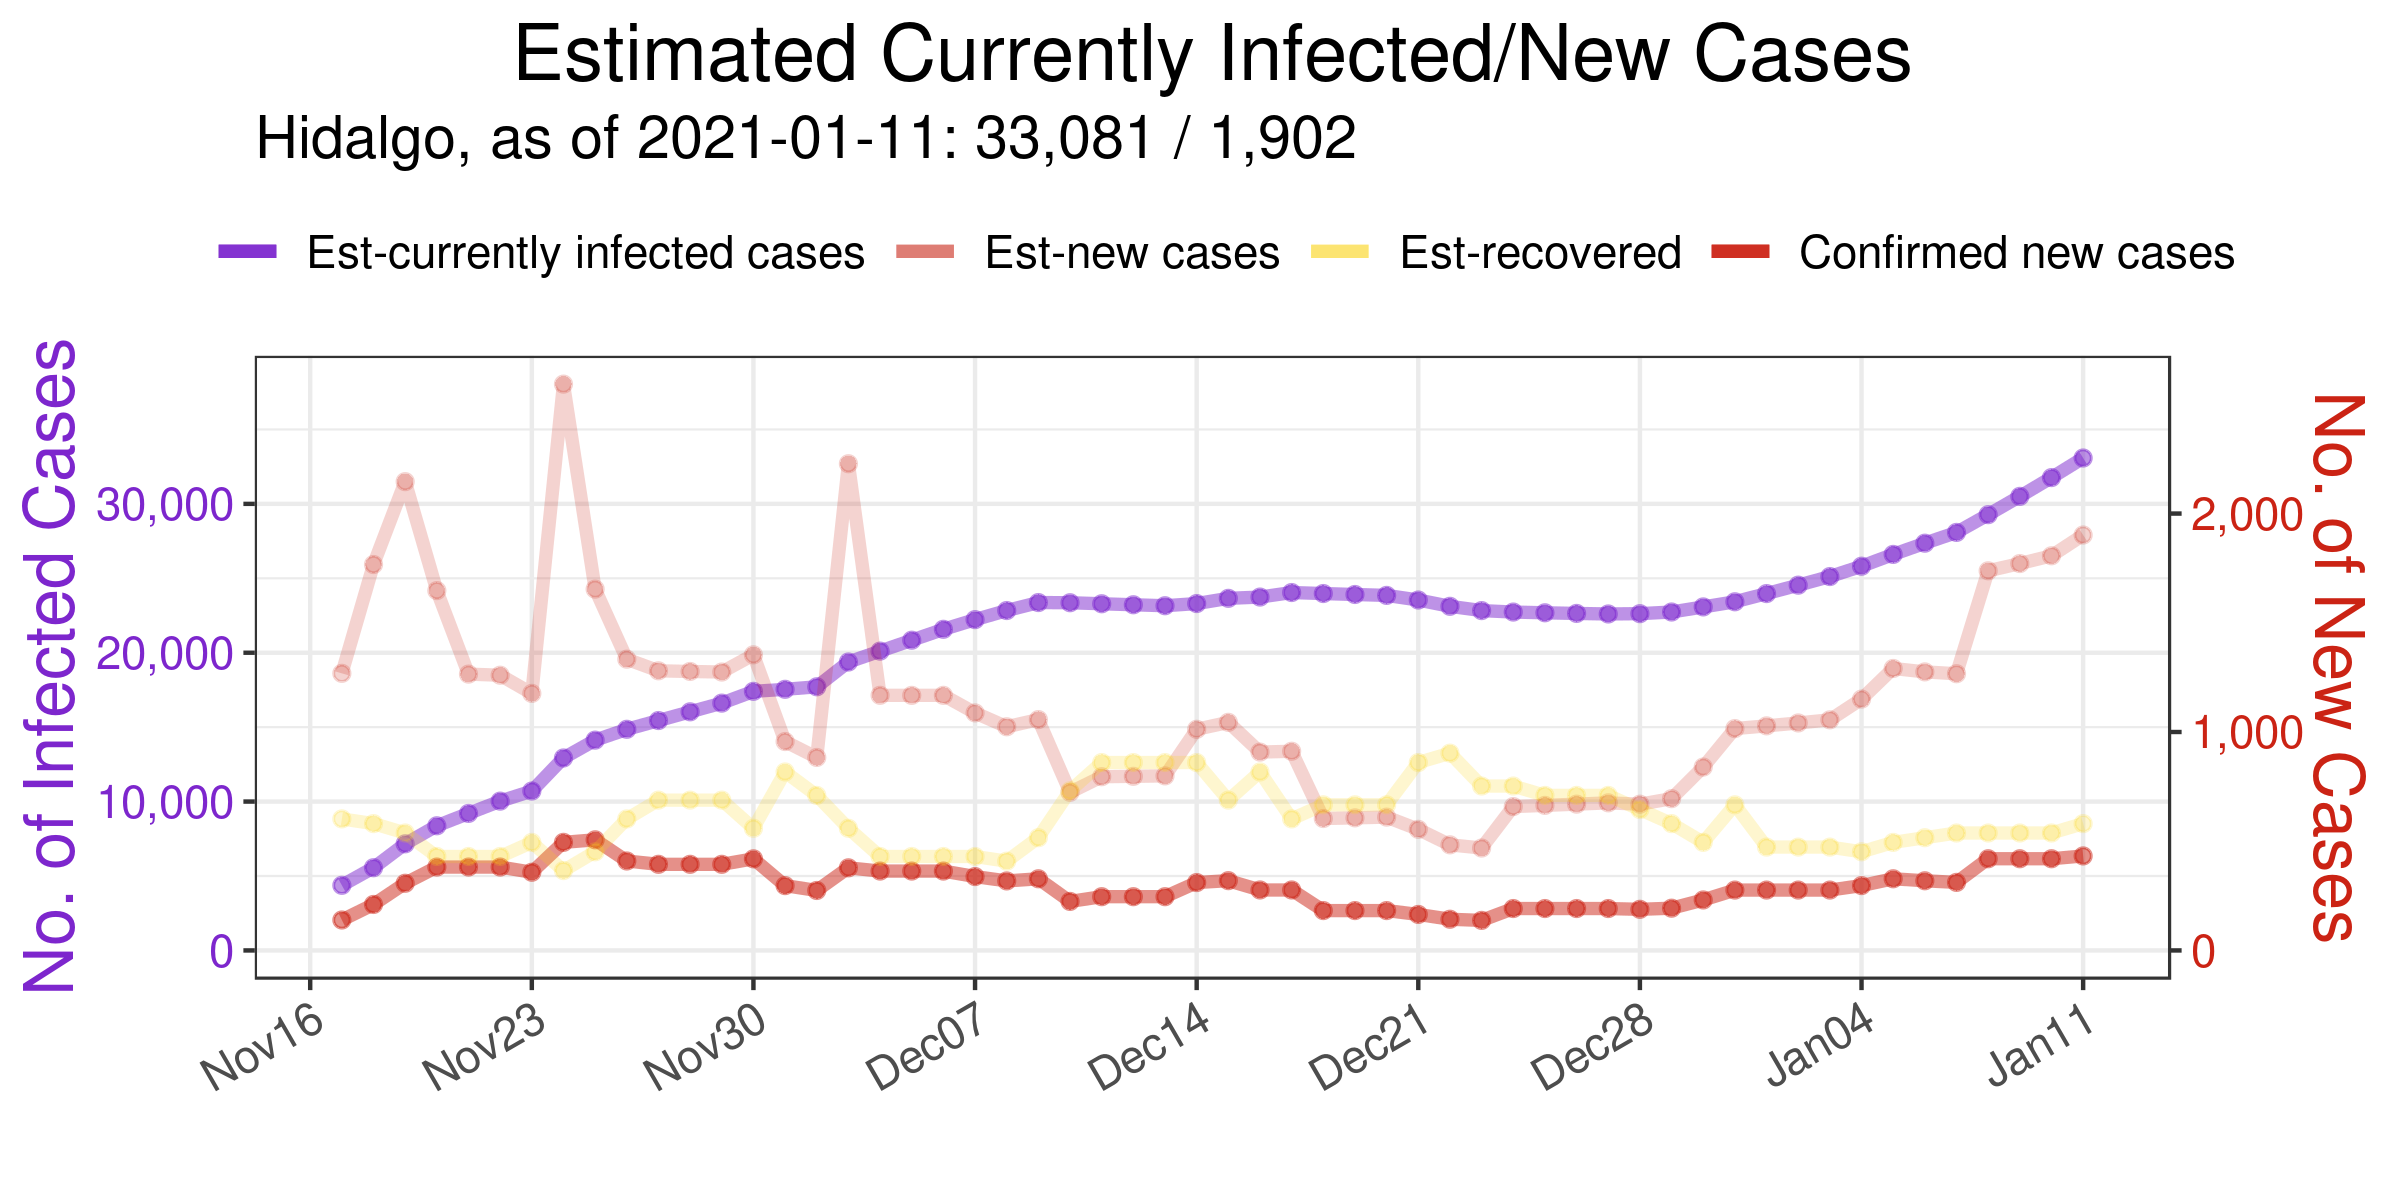 Estimated Currently Infected/New Cases
Hidalgo, as of 2021-01-11: 33,081 / 1,902
Est-currently infected cases Est-new cases Est-recovered Confirmed new cases
No. of Infected Cases
30,000
20,000
10,000
0
2,000
1,000
0
No. of New Cases
Nov16 Nov23 Nov30 Dec07 Dec14 Dec21 Dec28 Jan04 Jan11